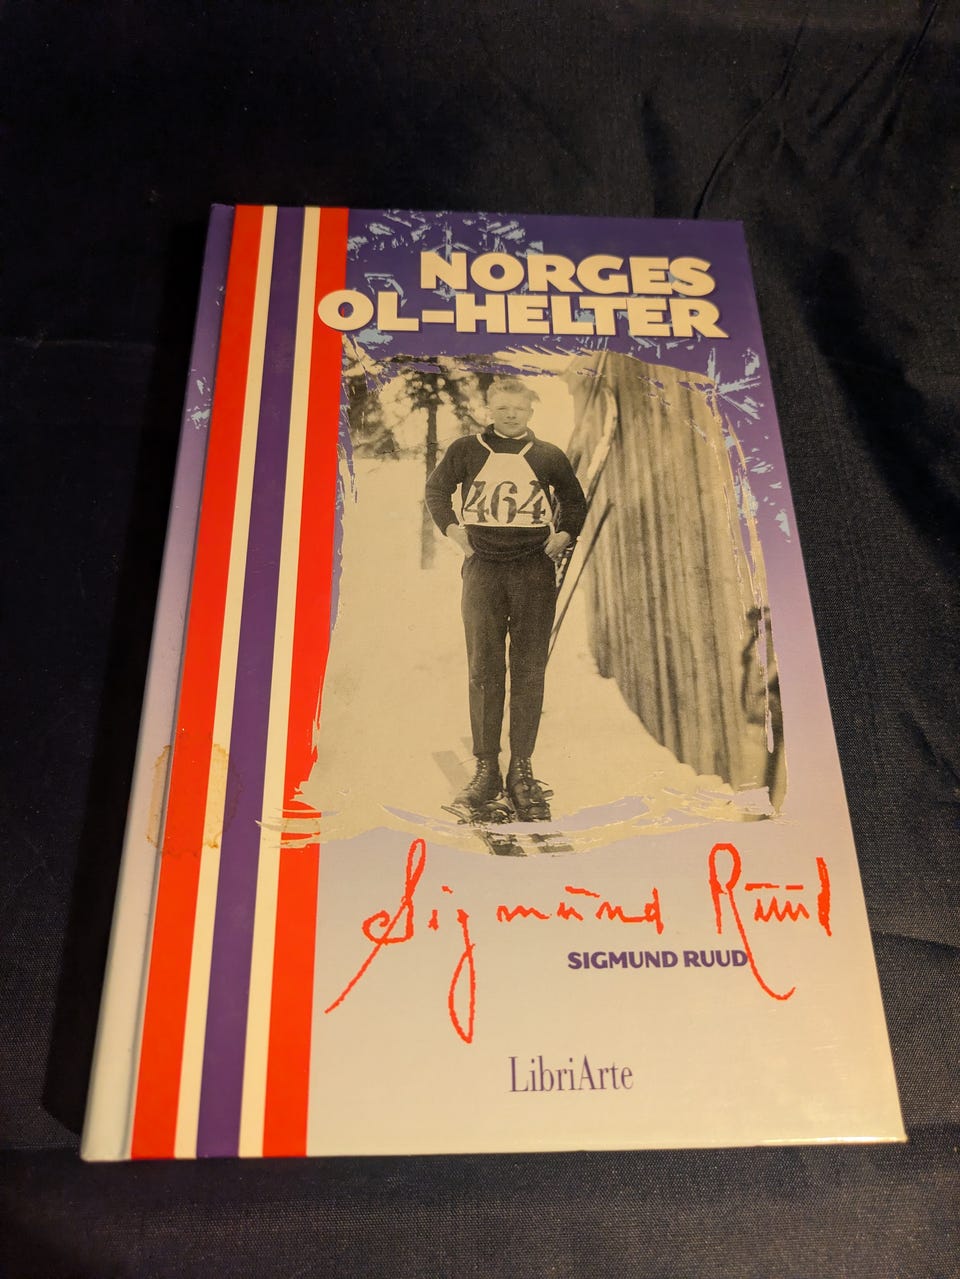 NORGES
OL-HELTER
464
Sigmund Ruud
SIGMUND RUUD
LibriArte